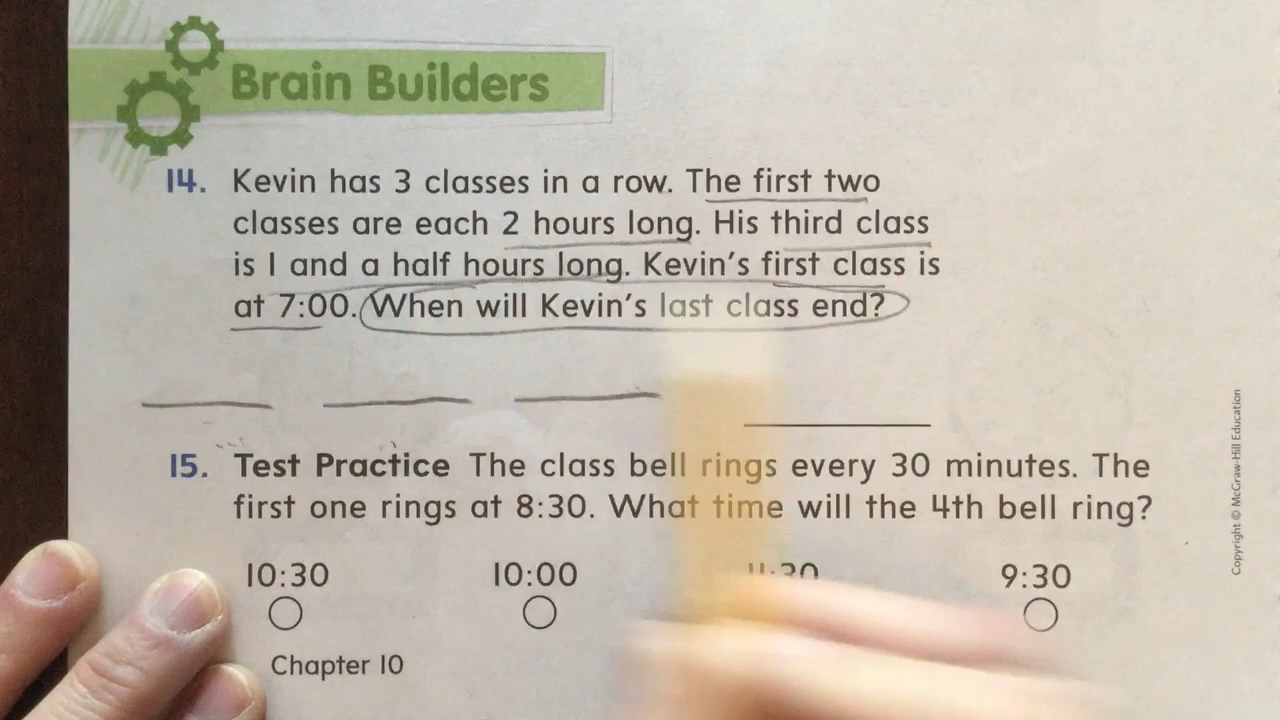 Brain Builders
14. Kevin has 3 classes in a row. The first two
classes are each 2 hours long. His third class
is 1 and a half hours long. Kevin's first class is
at 7:00. When will Kevin's last class end?
15. Test Practice The class bell rings every 30 minutes. The
first one rings at 8:30. What time will the 4th bell ring?
10:30 10:00 11:30 9:30
Chapter 10
Copyright © McGraw-Hill Education